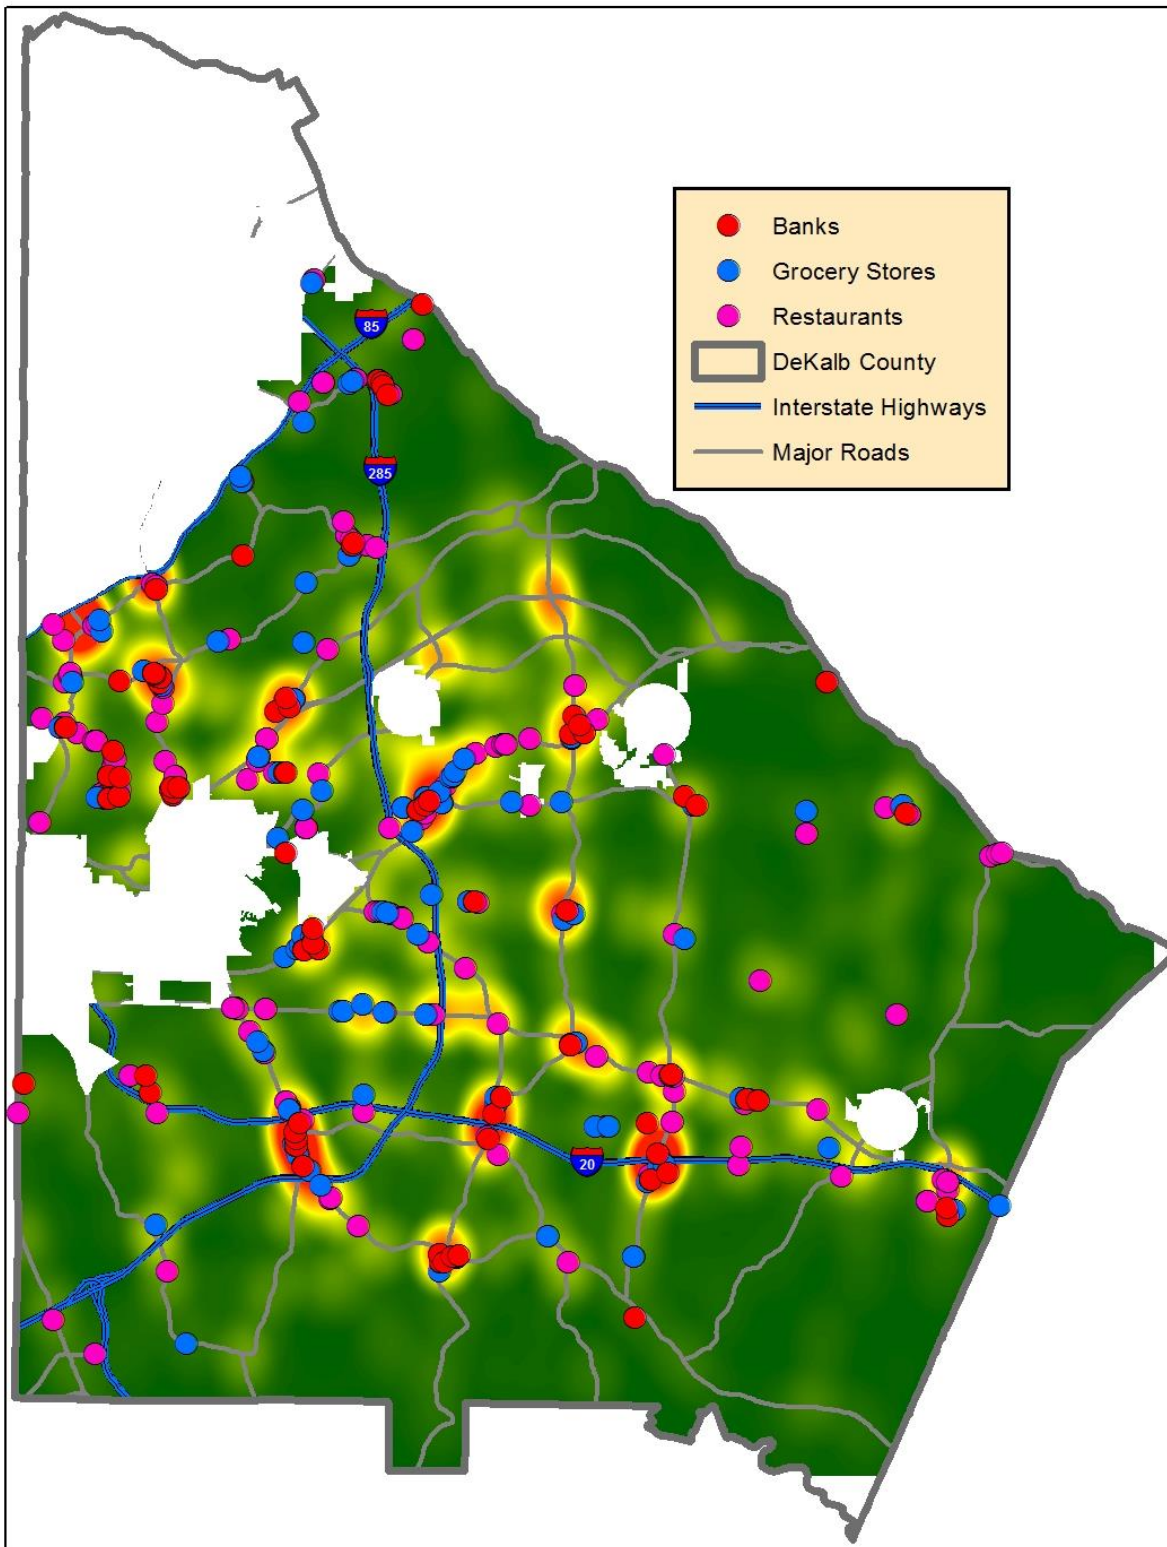 Banks
Grocery Stores
Restaurants
DeKalb County
Interstate Highways
Major Roads
85
285
20